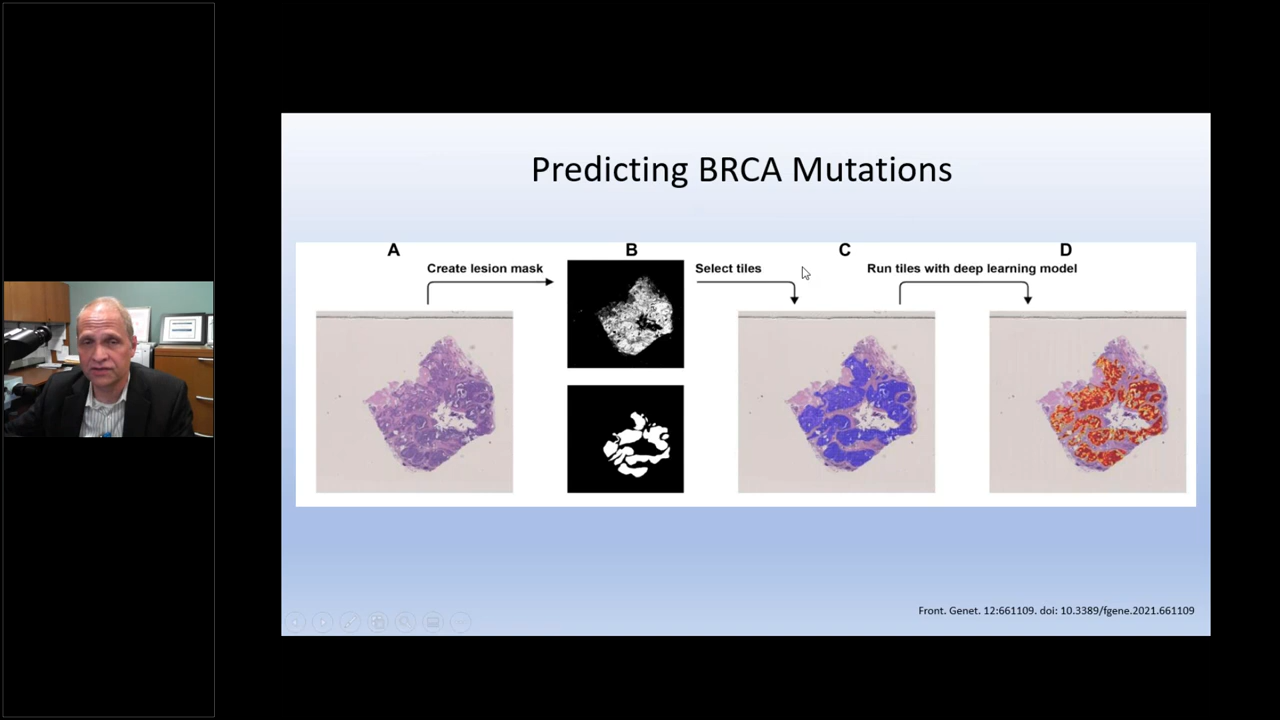 Predicting BRCA Mutations
A
B
C
D
Create lesion mask
Select tiles
Run tiles with deep learning model
Front. Genet. 12:661109. doi: 10.3389/fgene.2021.661109